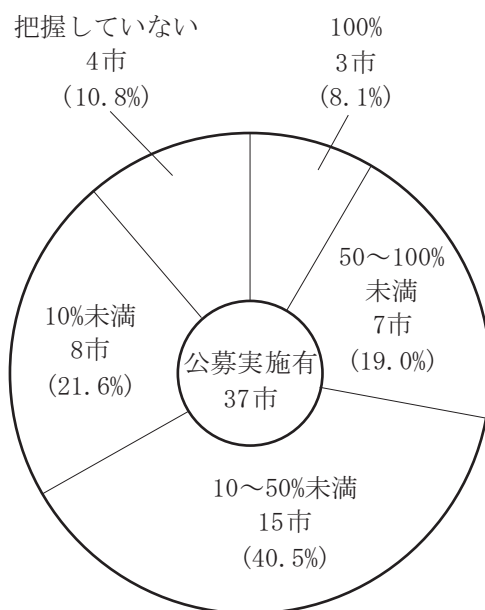 把握していない
4市
(10.8%)
100%
3市
(8.1%)
50～100%
未満
7市
(19.0%)
10%未満
8市
(21.6%)
公募実施有
37市
10～50%未満
15市
(40.5%)